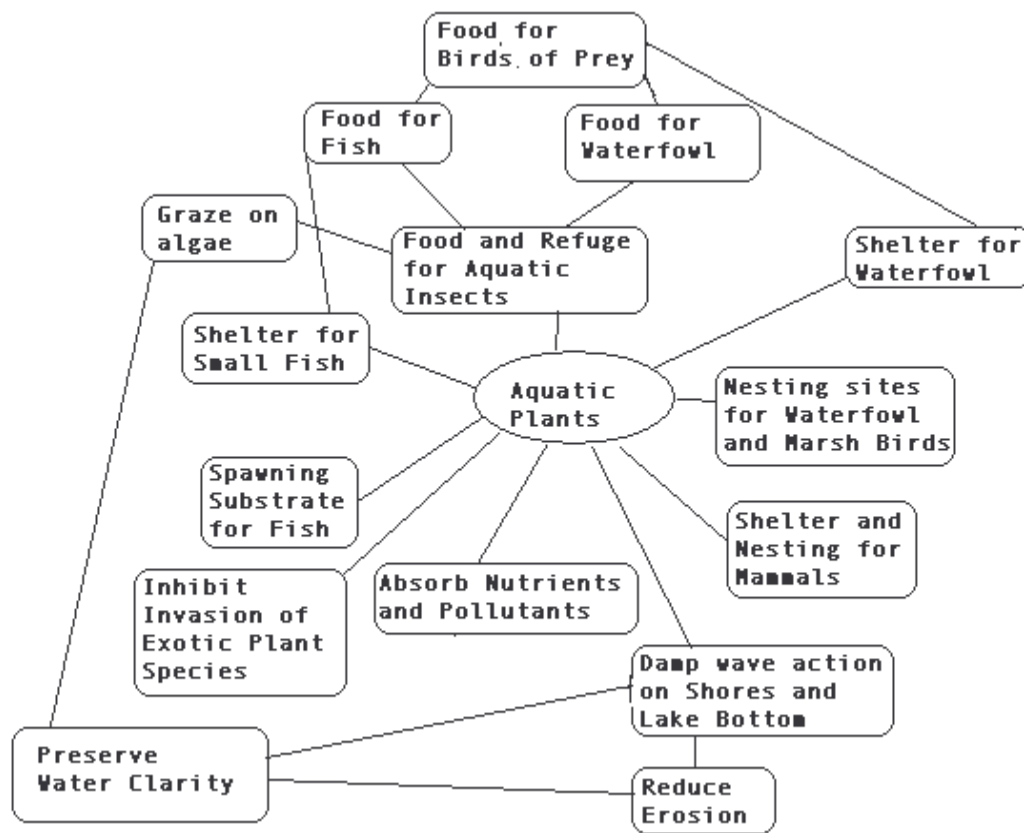 Food for
Birds of Prey
Food for
Fish
Food for
Waterfowl
Graze on
algae
Food and Refuge
for Aquatic
Insects
Shelter for
Waterfowl
Shelter for
Small Fish
Aquatic
Plants
Nesting sites
for Waterfowl
and Marsh Birds
Spawning
Substrate
for Fish
Shelter and
Nesting for
Mammals
Inhibit
Invasion of
Exotic Plant
Species
Absorb Nutrients
and Pollutants
Damp wave action
on Shores and
Lake Bottom
Preserve
Water Clarity
Reduce
Erosion